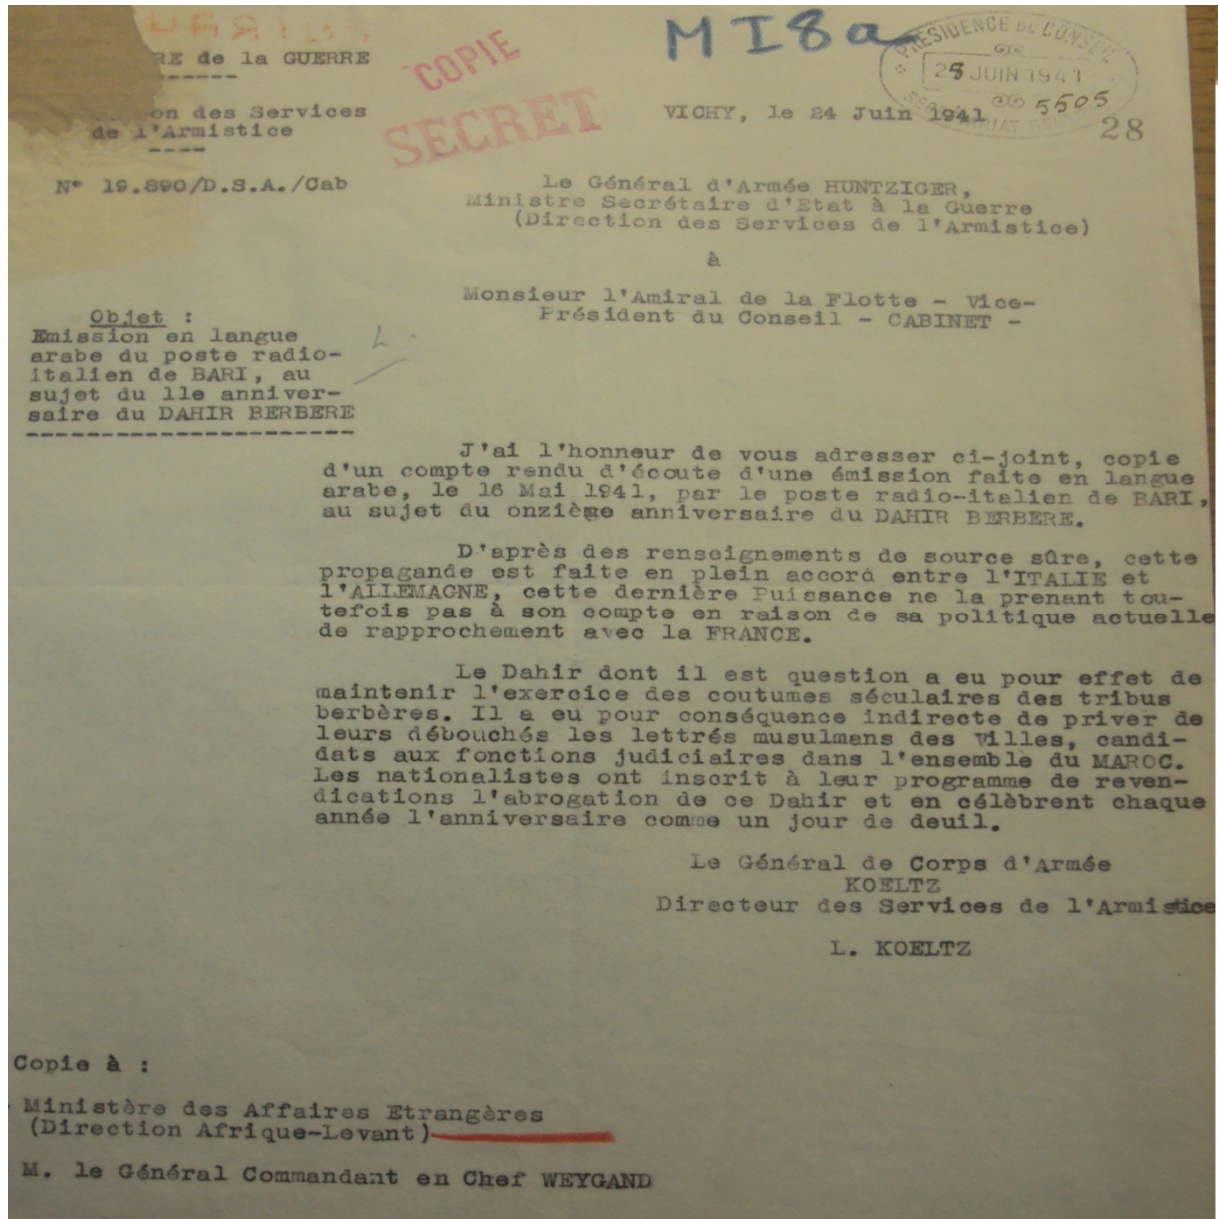 MI8a
PRÉSIDENCE DU CONSEIL
28 JUIN 1941
5505
28
RE de la GUERRE
COPIE
SECRET
on des Services
de l'Armistice
VICHY, le 24 Juin 1941
N° 19.890/D.S.A./Cab
Le Général d'Armée HUNTZIGER,
Ministre Secrétaire d'Etat à la Guerre
(Direction des Services de l'Armistice)
à
Monsieur l'Amiral de la Flotte - Vice-
Président du Conseil - CABINET -
Objet :
Emission en langue
arabe du poste radio-
italien de BARI, au
sujet du 11e anniver-
saire du DAHIR BERBERE
J'ai l'honneur de vous adresser ci-joint, copie
d'un compte rendu d'écoute d'une émission faite en langue
arabe, le 16 Mai 1941, par le poste radio-italien de BARI,
au sujet du onzième anniversaire du DAHIR BERBERE.
D'après des renseignements de source sûre, cette
propagande est faite en plein accord entre l'ITALIE et
l'ALLEMAGNE, cette dernière Puissance ne la prenant tou-
tefois pas à son compte en raison de sa politique actuelle
de rapprochement avec la FRANCE.
Le Dahir dont il est question a eu pour effet de
maintenir l'exercice des coutumes séculaires des tribus
berbères. Il a eu pour conséquence indirecte de priver de
leurs débouchés les lettrés musulmans des Villes, candi-
dats aux fonctions judiciaires dans l'ensemble du MAROC.
Les nationalistes ont inscrit à leur programme de reven-
dications l'abrogation de ce Dahir et en célèbrent chaque
année l'anniversaire comme un jour de deuil.
Le Général de Corps d'Armée
KOELTZ
Directeur des Services de l'Armistice
L. KOELTZ
Copie à :
Ministère des Affaires Etrangères
(Direction Afrique-Levant)
M. le Général Commandant en Chef WEYGAND